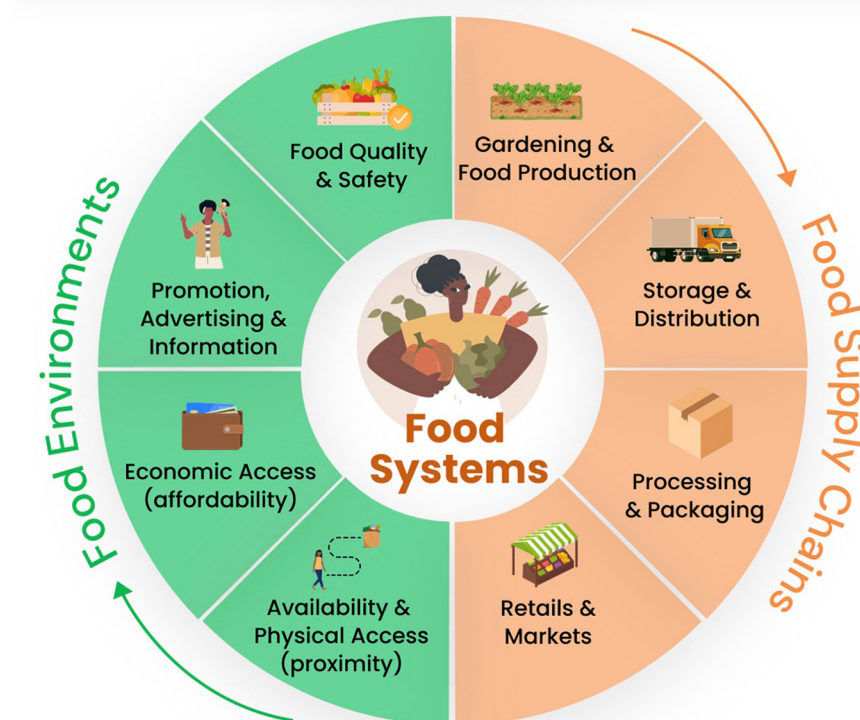 Food Quality
& Safety
Gardening &
Food Production
Storage &
Distribution
Processing
& Packaging
Retails &
Markets
Availability &
Physical Access
(proximity)
Economic Access
(affordability)
Promotion,
Advertising &
Information
Food
Systems
Food Environments
Food Supply Chains